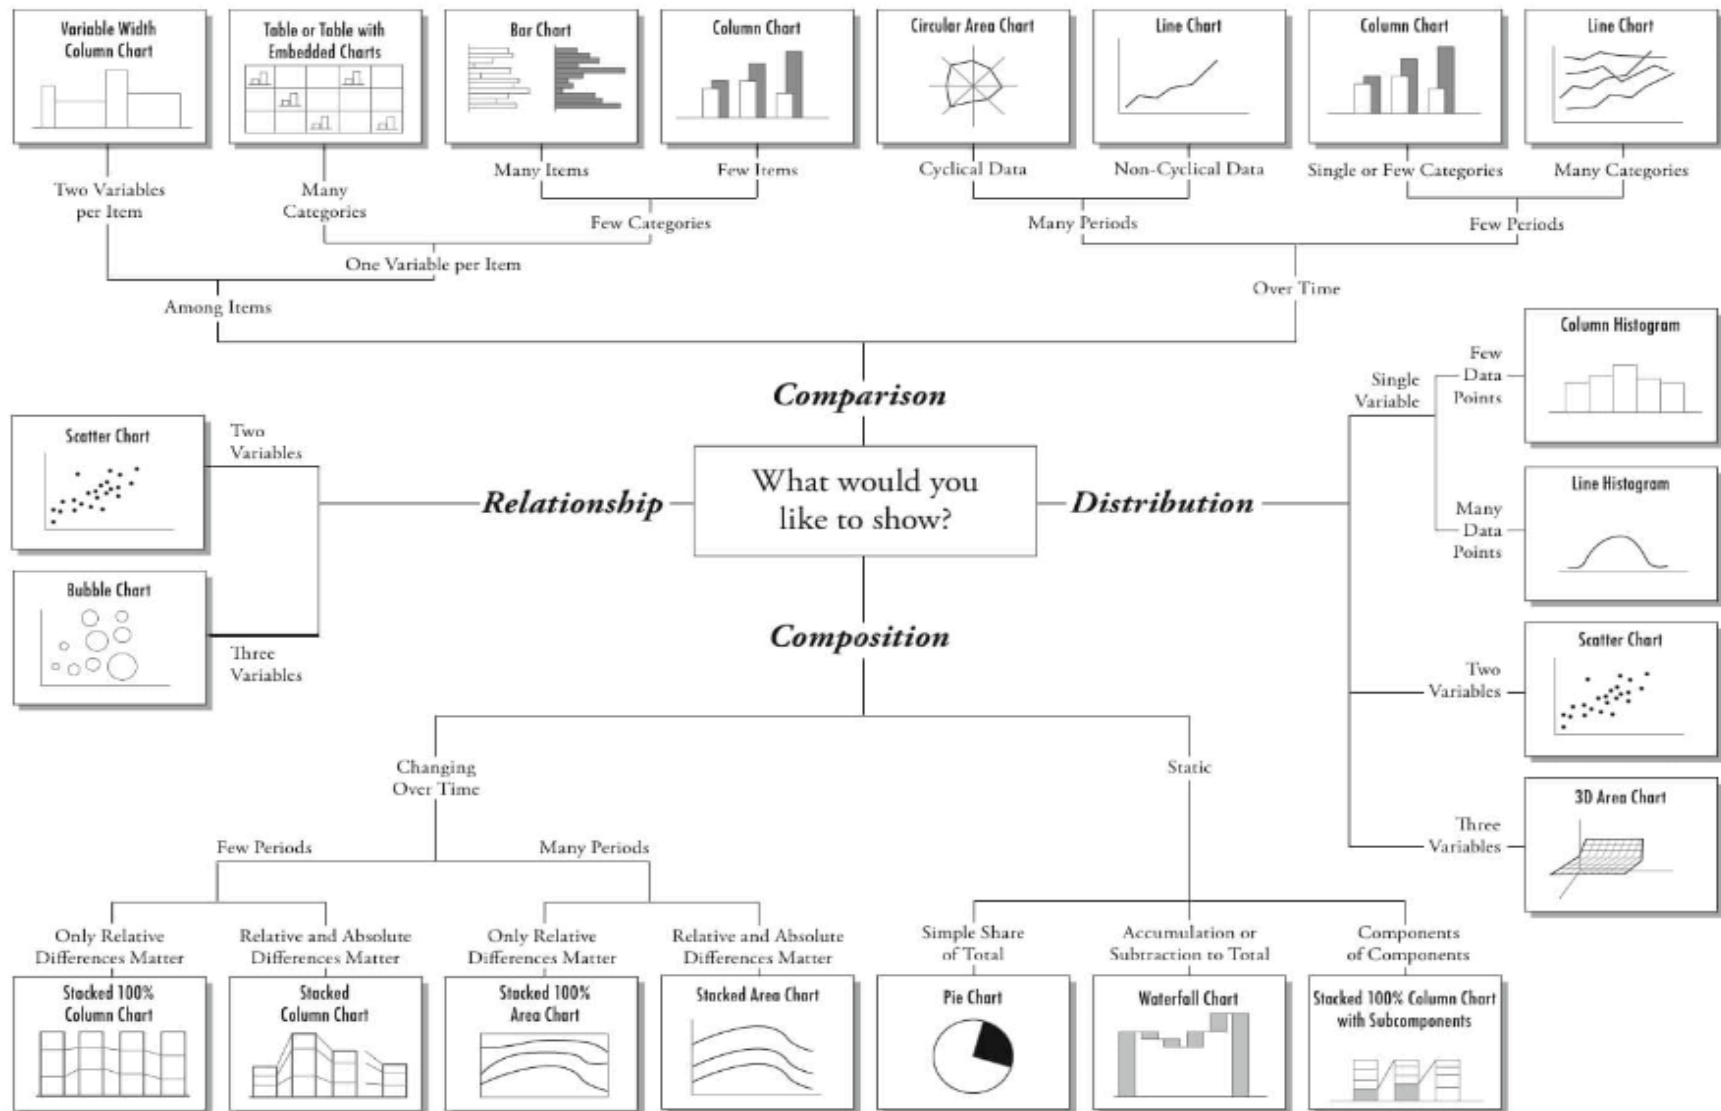 Variable Width
Column Chart
Table or Table with
Embedded Charts
Bar Chart
Column Chart
Circular Area Chart
Line Chart
Column Chart
Line Chart
Two Variables
per Item
Many
Categories
Many Items
Few Items
Cyclical Data
Non-Cyclical Data
Single or Few Categories
Many Categories
Few Categories
Many Periods
Few Periods
One Variable per Item
Among Items
Over Time
Comparison
Relationship
What would you
like to show?
Distribution
Composition
Two
Variables
Scatter Chart
Three
Variables
Bubble Chart
Single
Variable
Few
Data
Points
Column Histogram
Many
Data
Points
Line Histogram
Two
Variables
Scatter Chart
Three
Variables
3D Area Chart
Changing
Over Time
Static
Few Periods
Many Periods
Only Relative
Differences Matter
Relative and Absolute
Differences Matter
Only Relative
Differences Matter
Relative and Absolute
Differences Matter
Simple Share
of Total
Accumulation or
Subtraction to Total
Components
of Components
Stacked 100%
Column Chart
Stacked
Column Chart
Stacked 100%
Area Chart
Stacked Area Chart
Pie Chart
Waterfall Chart
Stacked 100% Column Chart
with Subcomponents